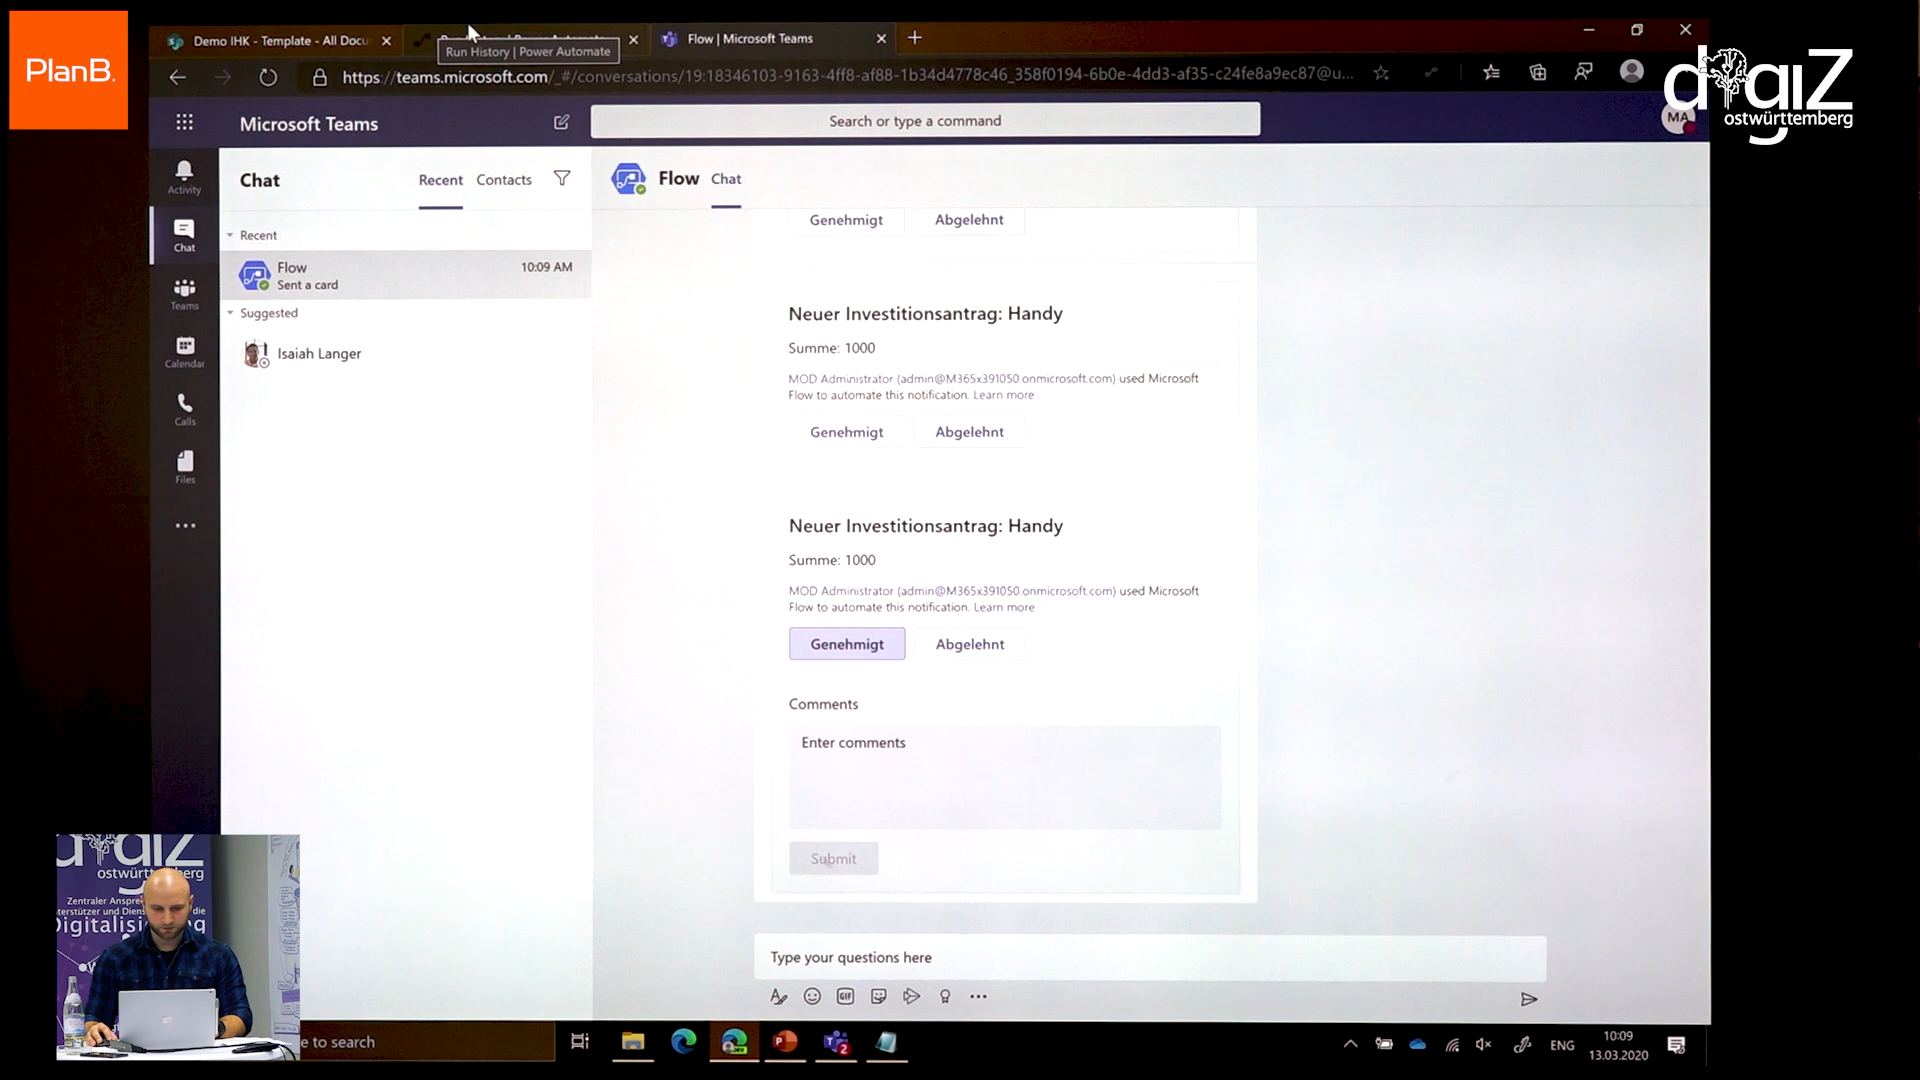 PlanB.
digiZ
ostwürttemberg
Demo IHK - Template - All Docu
Run History | Power Automate
Flow | Microsoft Teams
https://teams.microsoft.com/_#/conversations/19:18346103-9163-4ff8-af88-1b34d4778c46_358f0194-6b0e-4dd3-af35-c24fe8a9ec87@u...
Microsoft Teams
Search or type a command
MA
Activity
Chat
Teams
Calendar
Calls
Files
Chat
Recent
Contacts
Recent
Flow
10:09 AM
Sent a card
Suggested
Isaiah Langer
Flow
Chat
Genehmigt
Abgelehnt
Neuer Investitionsantrag: Handy
Summe: 1000
MOD Administrator (admin@M365x391050.onmicrosoft.com) used Microsoft
Flow to automate this notification. Learn more
Genehmigt
Abgelehnt
Neuer Investitionsantrag: Handy
Summe: 1000
MOD Administrator (admin@M365x391050.onmicrosoft.com) used Microsoft
Flow to automate this notification. Learn more
Genehmigt
Abgelehnt
Comments
Enter comments
Submit
Type your questions here
GIF
e to search
ENG
10:09
13.03.2020
digiZ
ostwürttemberg
Zentraler
und
die